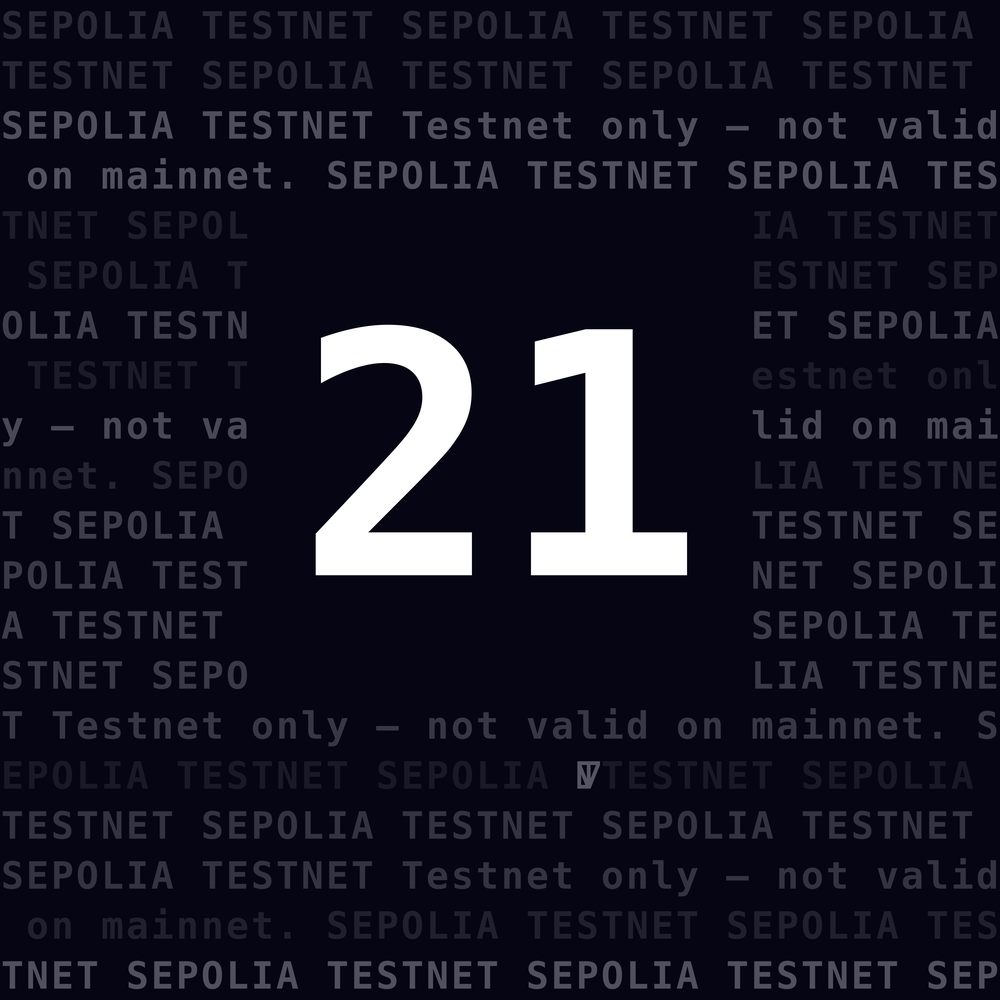 SEPOLIA TESTNET SEPOLIA TESTNET SEPOLIA
TESTNET SEPOLIA TESTNET SEPOLIA TESTNET
SEPOLIA TESTNET Testnet only — not valid
on mainnet. SEPOLIA TESTNET SEPOLIA TES
TNET SEPOL IA TESTNET
SEPOLIA T ESTNET SEP
OLIA TESTN ET SEPOLIA
TESTNET T estnet onl
y — not va lid on mai
nnet. SEPO LIA TESTNE
21
T SEPOLIA TESTNET SE
POLIA TEST NET SEPOLI
A TESTNET SEPOLIA TE
STNET SEPO LIA TESTNE
T Testnet only — not valid on mainnet. S
EPOLIA TESTNET SEPOLIA TESTNET SEPOLIA
TESTNET SEPOLIA TESTNET SEPOLIA TESTNET
SEPOLIA TESTNET Testnet only — not valid
on mainnet. SEPOLIA TESTNET SEPOLIA TES
TNET SEPOLIA TESTNET SEPOLIA TESTNET SEP